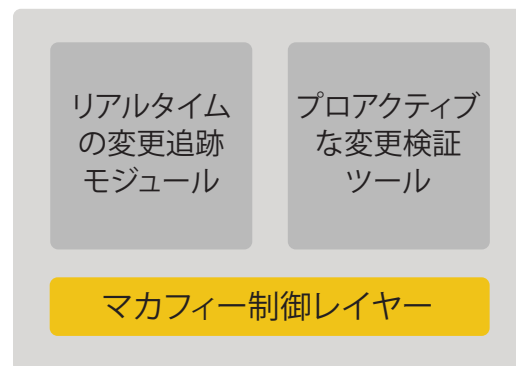 リアルタイム
の変更追跡
モジュール
プロアクティブ
な変更検証
ツール
マカフィー制御レイヤー